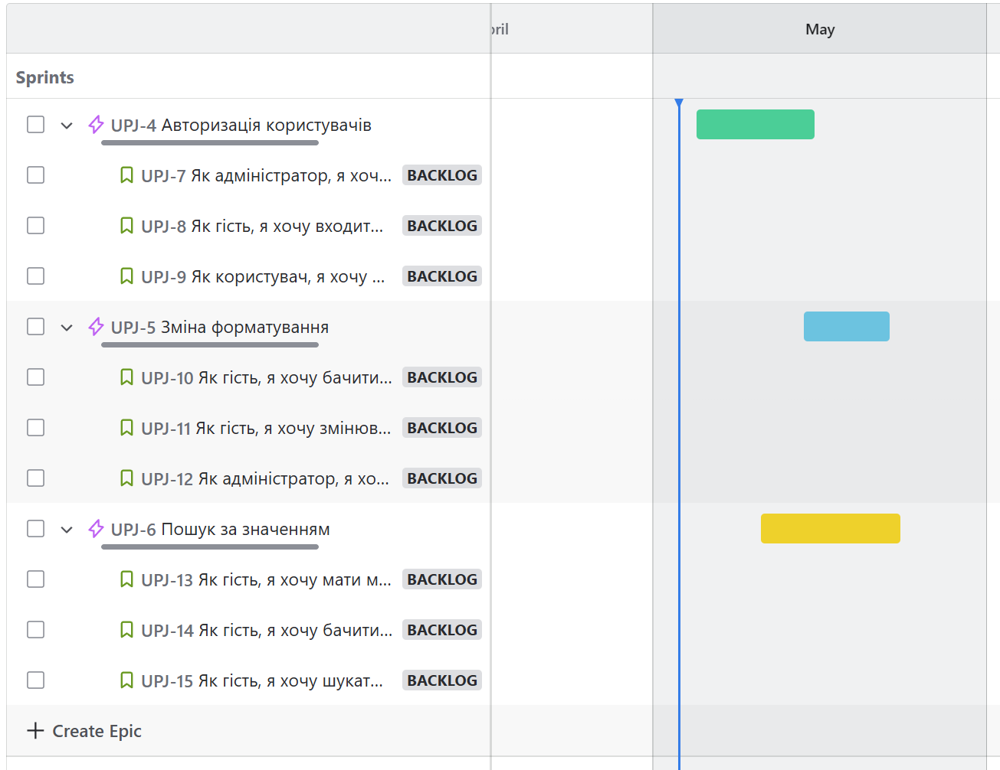 ril
May
Sprints
UPJ-4 Авторизація користувачів
UPJ-7 Як адміністратор, я хоч... BACKLOG
UPJ-8 Як гість, я хочу входит... BACKLOG
UPJ-9 Як користувач, я хочу ... BACKLOG
UPJ-5 Зміна форматування
UPJ-10 Як гість, я хочу бачити... BACKLOG
UPJ-11 Як гість, я хочу змінюв... BACKLOG
UPJ-12 Як адміністратор, я хо... BACKLOG
UPJ-6 Пошук за значенням
UPJ-13 Як гість, я хочу мати м... BACKLOG
UPJ-14 Як гість, я хочу бачити... BACKLOG
UPJ-15 Як гість, я хочу шукат... BACKLOG
Create Epic